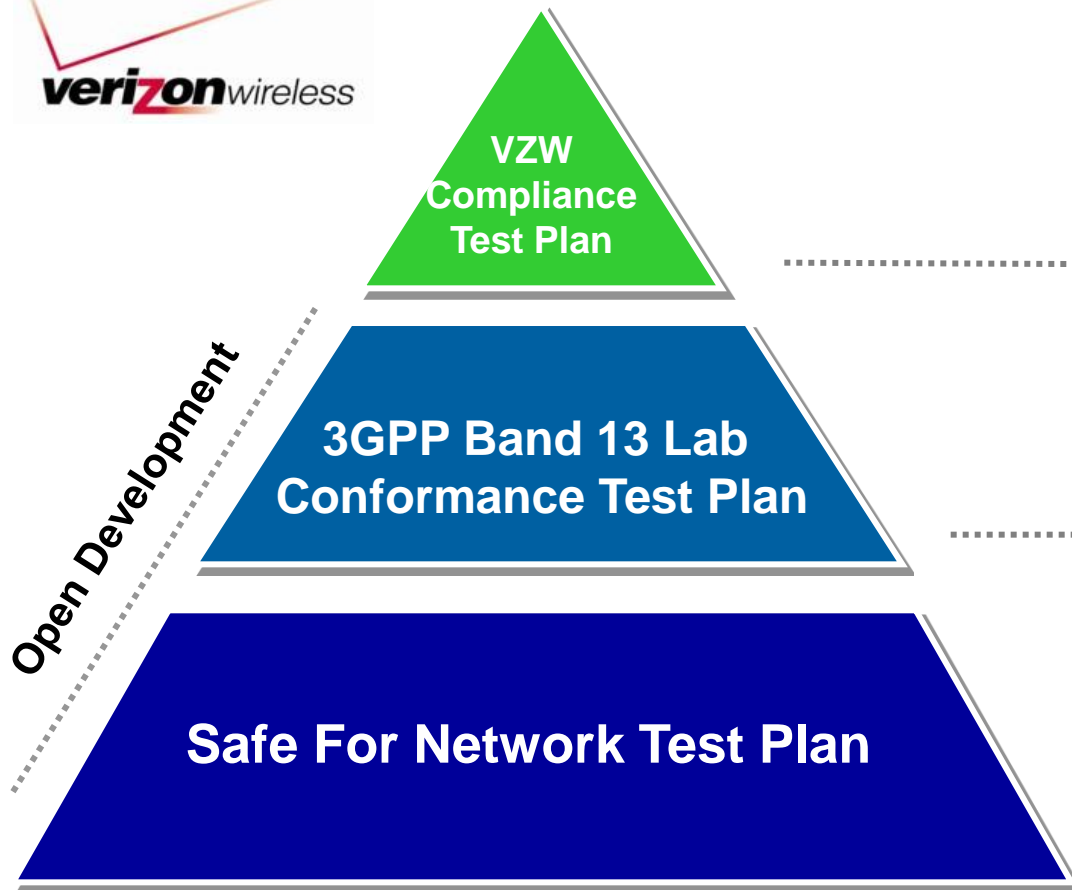 verizonwireless
VZW
Compliance
Test Plan
Open Development
3GPP Band 13 Lab
Conformance Test Plan
Safe For Network Test Plan